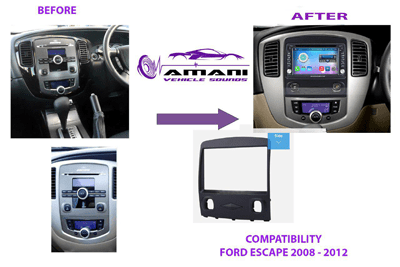 BEFORE
AFTER
AMANI
VEHICLE SOUNDS
COMPATIBILITY
FORD ESCAPE 2008 - 2012